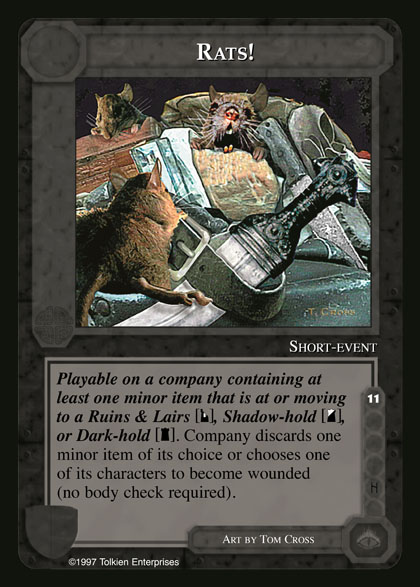 RATS!
T. CROSS
SHORT-EVENT
Playable on a company containing at
least one minor item that is at or moving
to a Ruins & Lairs [], Shadow-hold [],
or Dark-hold []. Company discards one
minor item of its choice or chooses one
of its characters to become wounded
(no body check required).
11
H
ART BY TOM CROSS
©1997 Tolkien Enterprises